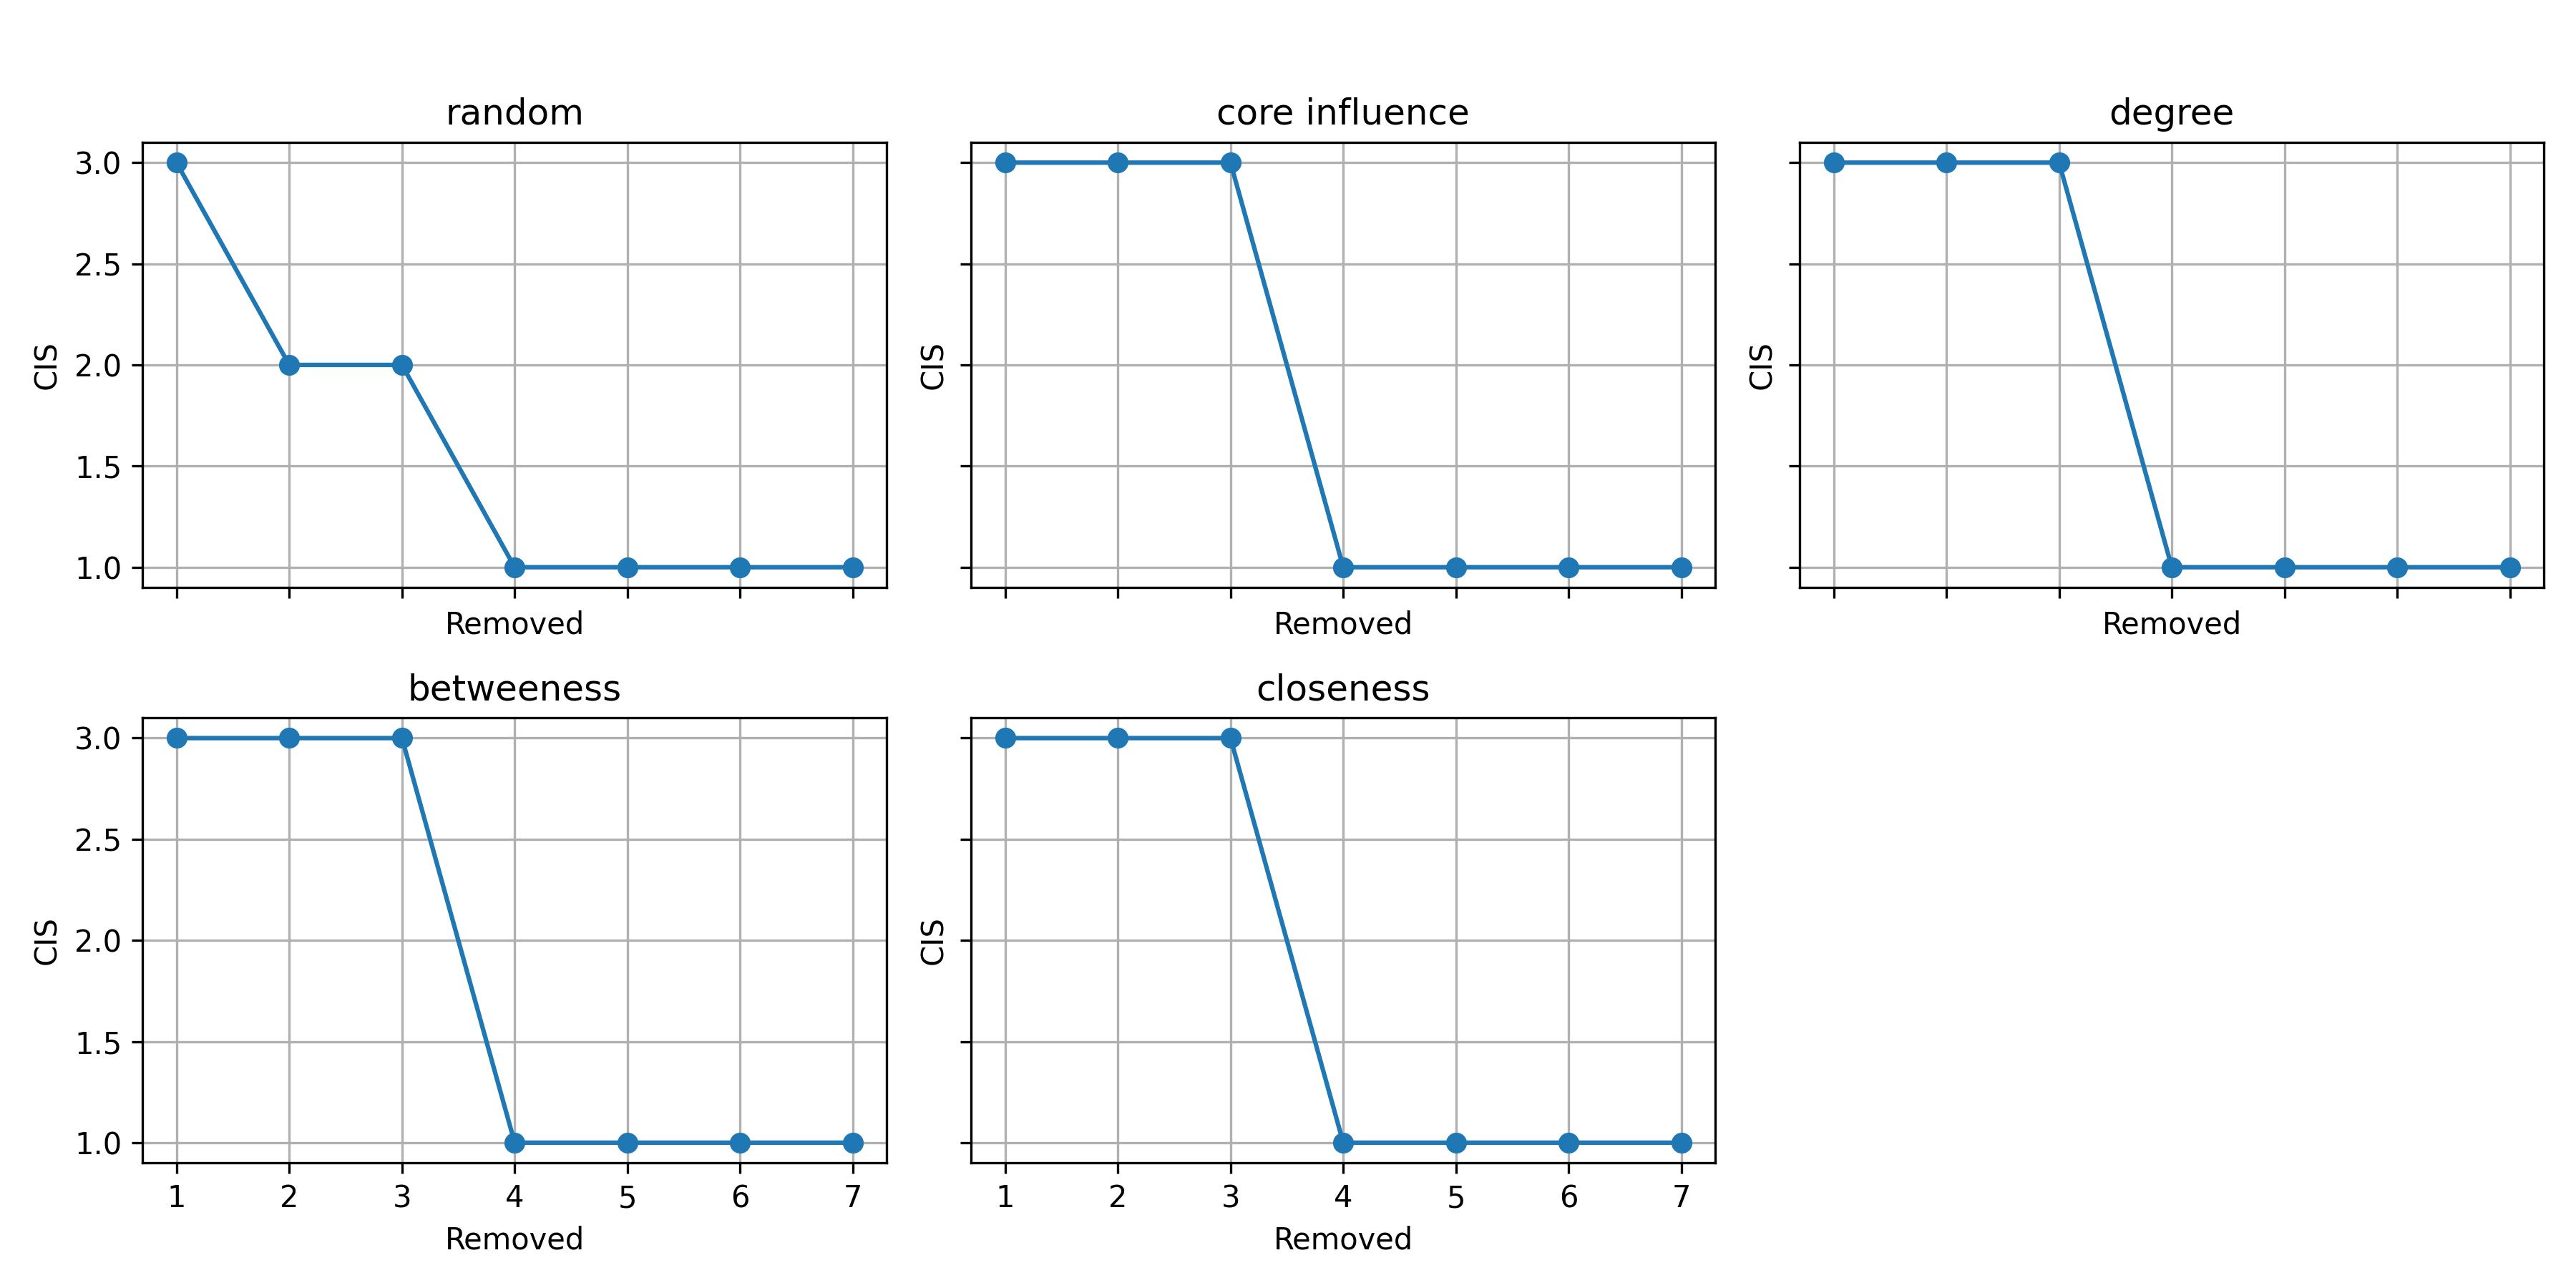 random
core influence
degree
3.0
2.5
2.0
1.5
1.0
CIS
CIS
CIS
Removed
Removed
Removed
betweeness
closeness
3.0
2.5
2.0
1.5
1.0
CIS
CIS
1 2 3 4 5 6 7
1 2 3 4 5 6 7
Removed
Removed